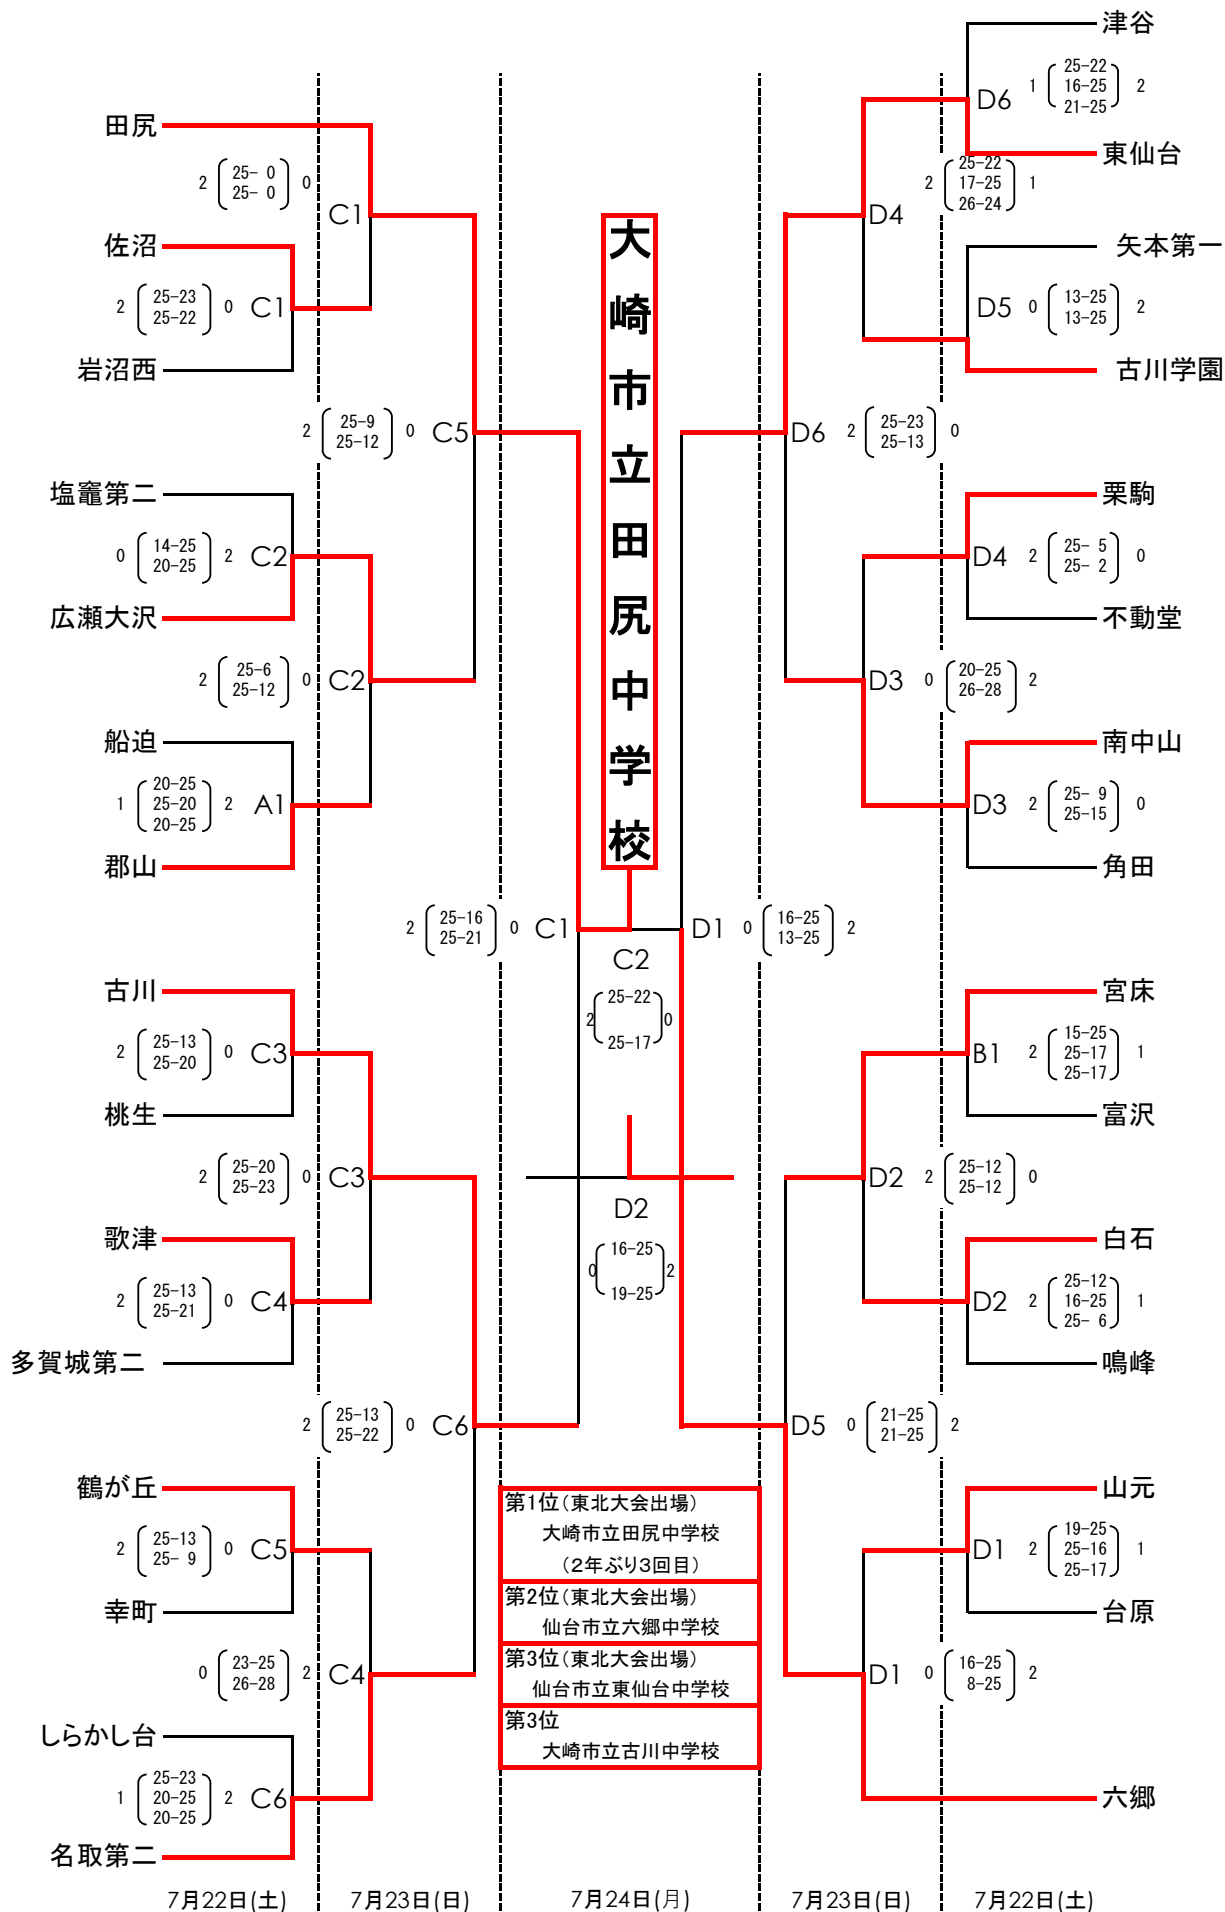 津谷
D6
1
25-22
16-25
21-25
2
東仙台
田尻
2
25- 0
25- 0
0
C1
佐沼
2
25-23
25-22
0
C1
岩沼西
2
25-9
25-12
0
C5
塩竈第二
0
14-25
20-25
2
C2
広瀬大沢
2
25-6
25-12
0
C2
船迫
1
20-25
25-20
20-25
2
A1
郡山
2
25-16
25-21
0
C1
古川
2
25-13
25-20
0
C3
桃生
2
25-20
25-23
0
C3
歌津
2
25-13
25-21
0
C4
多賀城第二
2
25-13
25-22
0
C6
鶴が丘
2
25-13
25- 9
0
C5
幸町
0
23-25
26-28
2
C4
しらかし台
1
25-23
20-25
20-25
2
C6
名取第二
大崎市立田尻中学校
C2
2
25-22
25-17
0
D2
0
16-25
19-25
2
第1位(東北大会出場)
大崎市立田尻中学校
(2年ぶり3回目)
第2位(東北大会出場)
仙台市立六郷中学校
第3位(東北大会出場)
仙台市立東仙台中学校
第3位
大崎市立古川中学校
D4
2
25-22
17-25
26-24
1
矢本第一
D5
0
13-25
13-25
2
古川学園
D6
2
25-23
25-13
0
栗駒
D4
2
25- 5
25- 2
0
不動堂
D3
0
20-25
26-28
2
南中山
D3
2
25- 9
25-15
0
角田
D1
0
16-25
13-25
2
宮床
B1
2
15-25
25-17
25-17
1
富沢
D2
2
25-12
25-12
0
白石
D2
2
25-12
16-25
25- 6
1
鳴峰
D5
0
21-25
21-25
2
山元
D1
2
19-25
25-16
25-17
1
台原
D1
0
16-25
8-25
2
六郷
7月22日(土)
7月23日(日)
7月24日(月)
7月23日(日)
7月22日(土)